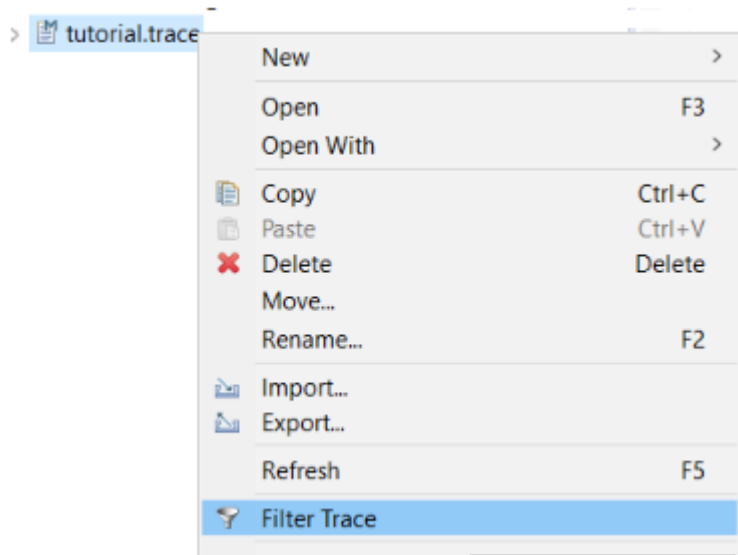 tutorial.trace
New
Open F3
Open With
Copy Ctrl+C
Paste Ctrl+V
Delete Delete
Move...
Rename... F2
Import...
Export...
Refresh F5
Filter Trace